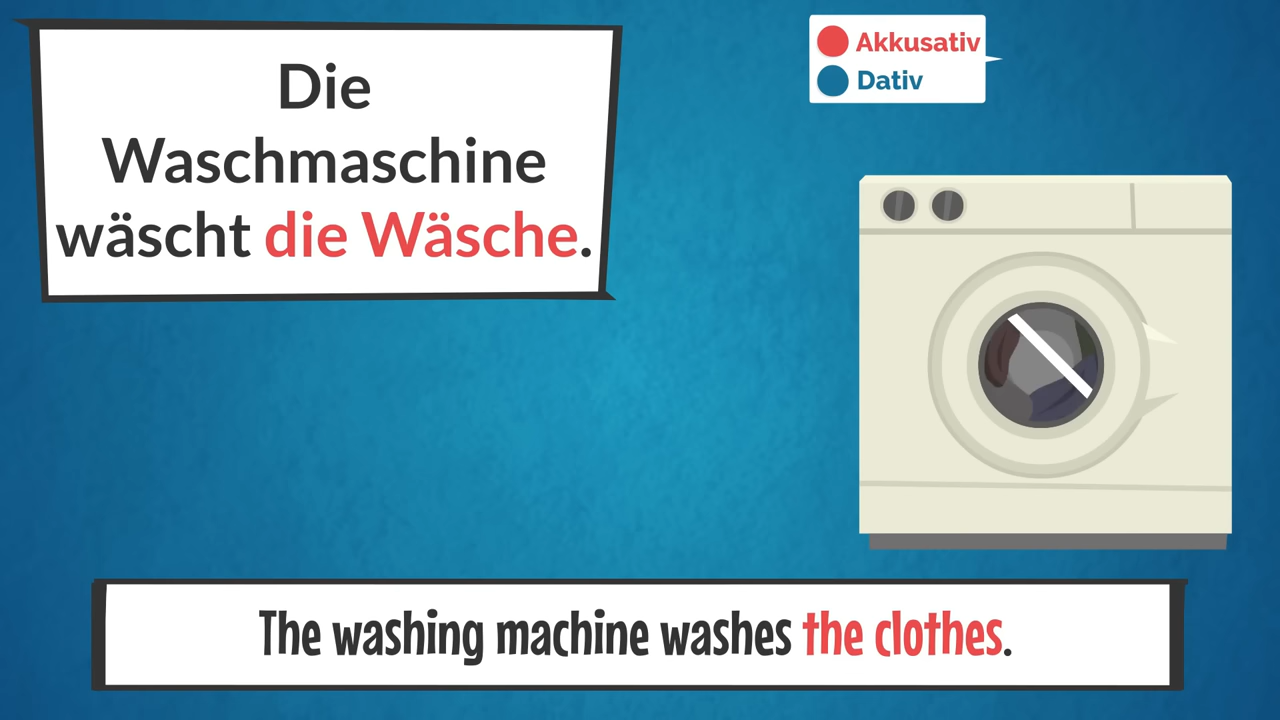 Die
Waschmaschine
wäscht die Wäsche.
Akkusativ
Dativ
The washing machine washes the clothes.